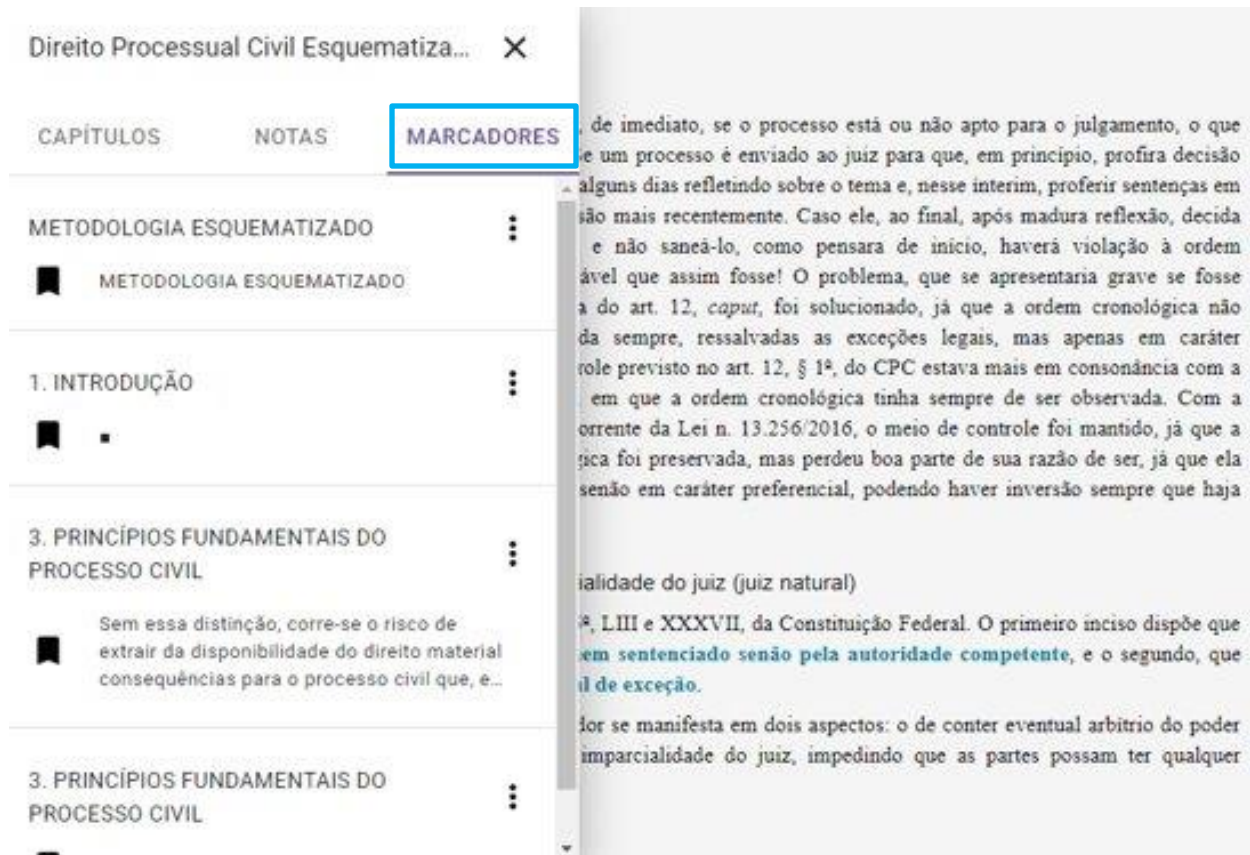 Direito Processual Civil Esquematiza...
CAPÍTULOS NOTAS MARCADORES
METODOLOGIA ESQUEMATIZADO
METODOLOGIA ESQUEMATIZADO
1. INTRODUÇÃO
3. PRINCÍPIOS FUNDAMENTAIS DO
PROCESSO CIVIL
Sem essa distinção, corre-se o risco de
extrair da disponibilidade do direito material
consequências para o processo civil que, e...
3. PRINCÍPIOS FUNDAMENTAIS DO
PROCESSO CIVIL
, de imediato, se o processo está ou não apto para o julgamento, o que
se um processo é enviado ao juiz para que, em princípio, profira decisão
alguns dias refletindo sobre o tema e, nesse interim, proferir sentenças em
são mais recentemente. Caso ele, ao final, após madura reflexão, decida
e não saneá-lo, como pensara de início, haverá violação à ordem
ável que assim fosse! O problema, que se apresentaria grave se fosse
a do art. 12, caput, foi solucionado, já que a ordem cronológica não
da sempre, ressalvadas as exceções legais, mas apenas em caráter
role previsto no art. 12, § 1º, do CPC estava mais em consonância com a
em que a ordem cronológica tinha sempre de ser observada. Com a
orrente da Lei n. 13.256/2016, o meio de controle foi mantido, já que a
gica foi preservada, mas perdeu boa parte de sua razão de ser, já que ela
senão em caráter preferencial, podendo haver inversão sempre que haja
ialidade do juiz (juiz natural)
º, LIII e XXXVII, da Constituição Federal. O primeiro inciso dispõe que
em sentenciado senão pela autoridade competente, e o segundo, que
al de exceção.
dor se manifesta em dois aspectos: o de conter eventual arbítrio do poder
imparcialidade do juiz, impedindo que as partes possam ter qualquer